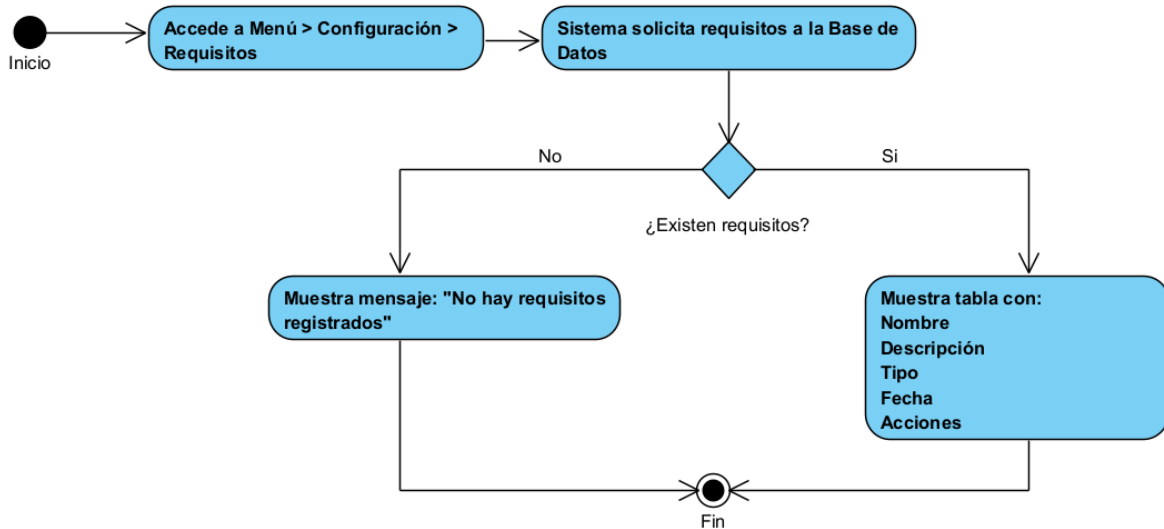 Inicio
Accede a Menú > Configuración >
Requisitos
Sistema solicita requisitos a la Base de
Datos
No
Si
¿Existen requisitos?
Muestra mensaje: "No hay requisitos
registrados"
Muestra tabla con:
Nombre
Descripción
Tipo
Fecha
Acciones
Fin